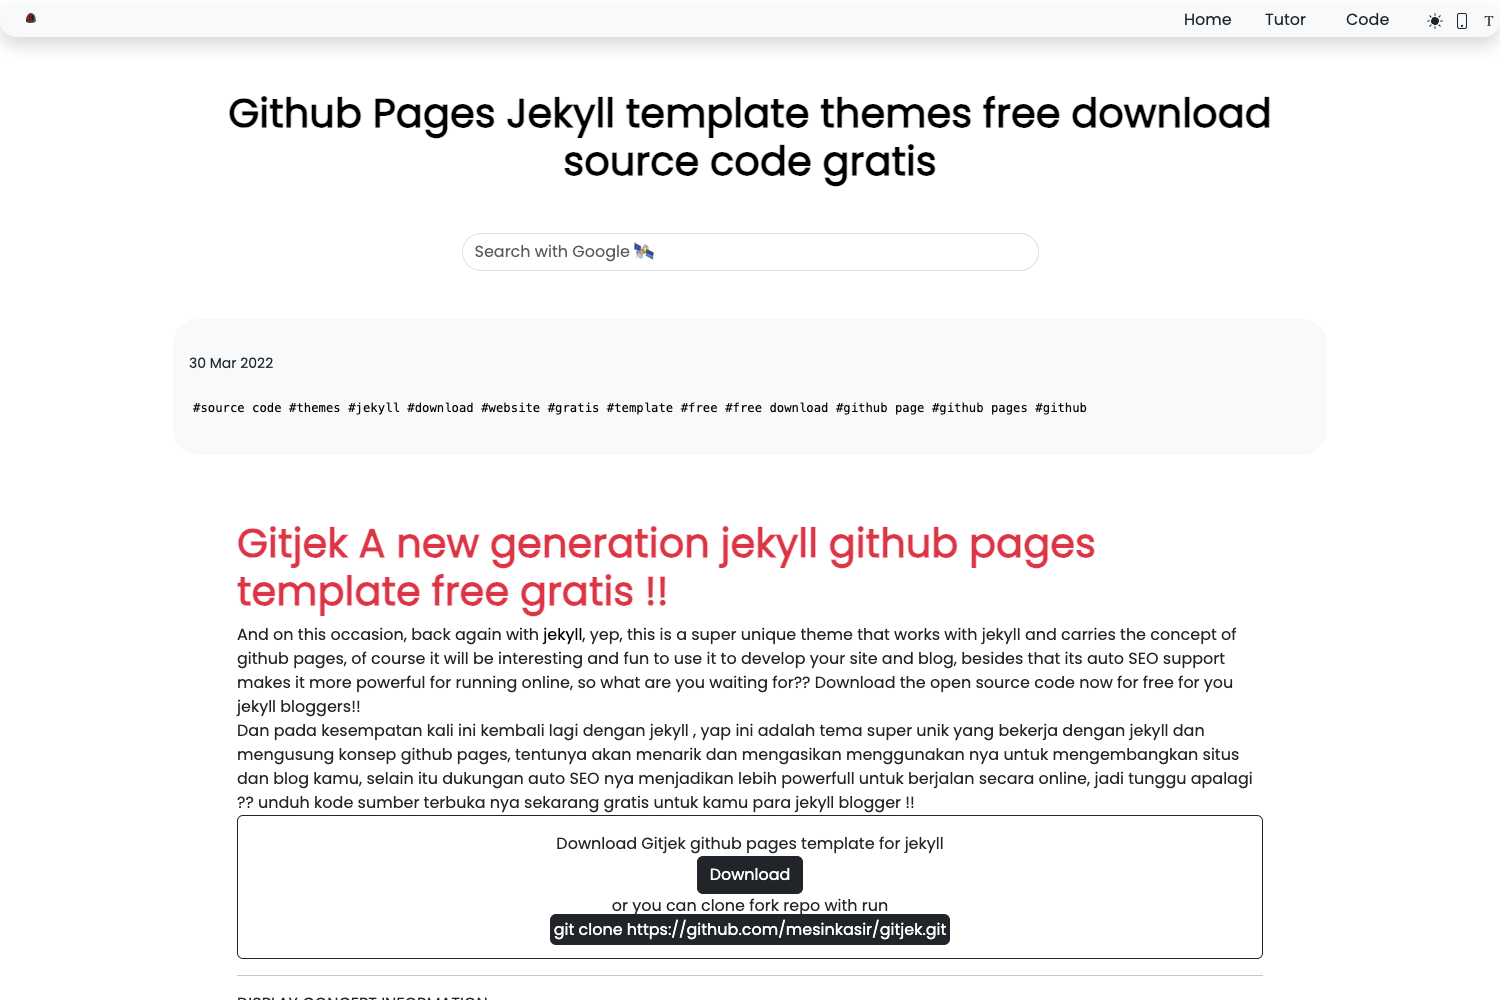 Home Tutor Code T
Github Pages Jekyll template themes free download
source code gratis
Search with Google
30 Mar 2022
#source code #themes #jekyll #download #website #gratis #template #free #free download #github page #github pages #github
Gitjek A new generation jekyll github pages
template free gratis !!
And on this occasion, back again with jekyll, yep, this is a super unique theme that works with jekyll and carries the concept of
github pages, of course it will be interesting and fun to use it to develop your site and blog, besides that its auto SEO support
makes it more powerful for running online, so what are you waiting for?? Download the open source code now for free for you
jekyll bloggers!!
Dan pada kesempatan kali ini kembali lagi dengan jekyll , yap ini adalah tema super unik yang bekerja dengan jekyll dan
mengusung konsep github pages, tentunya akan menarik dan mengasikan menggunakan nya untuk mengembangkan situs
dan blog kamu, selain itu dukungan auto SEO nya menjadikan lebih powerfull untuk berjalan secara online, jadi tunggu apalagi
?? unduh kode sumber terbuka nya sekarang gratis untuk kamu para jekyll blogger !!
Download Gitjek github pages template for jekyll
Download
or you can clone fork repo with run
git clone https://github.com/mesinkasir/gitjek.git
DISPLAY CONCEPT INFORMATION